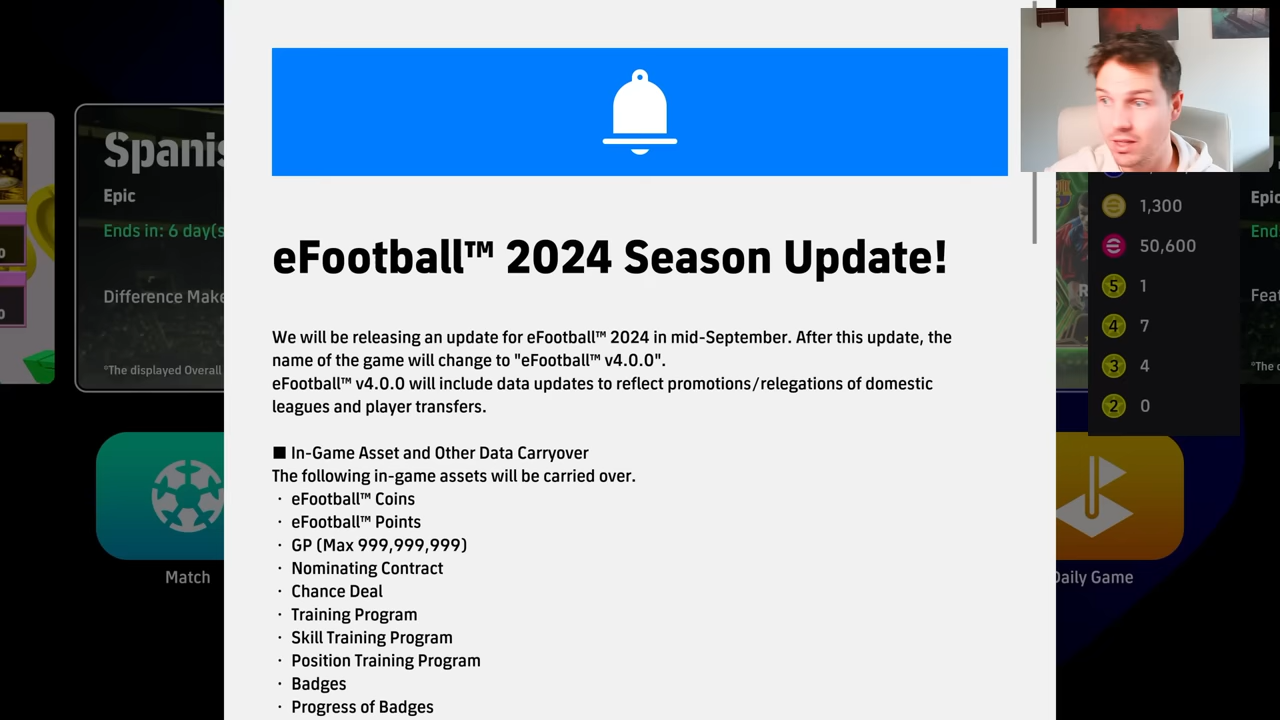 eFootball™ 2024 Season Update!
We will be releasing an update for eFootball™ 2024 in mid-September. After this update, the
name of the game will change to "eFootball™ v4.0.0".
eFootball™ v4.0.0 will include data updates to reflect promotions/relegations of domestic
leagues and player transfers.
■ In-Game Asset and Other Data Carryover
The following in-game assets will be carried over.
・ eFootball™ Coins
・ eFootball™ Points
・ GP (Max 999,999,999)
・ Nominating Contract
・ Chance Deal
・ Training Program
・ Skill Training Program
・ Position Training Program
・ Badges
・ Progress of Badges
Spanis
Epic
Ends in: 6 day(s
Difference Make
*The displayed Overall
Match
1,300
50,600
5 1
4 7
3 4
2 0
Epic
End
Feat
*The d
Daily Game